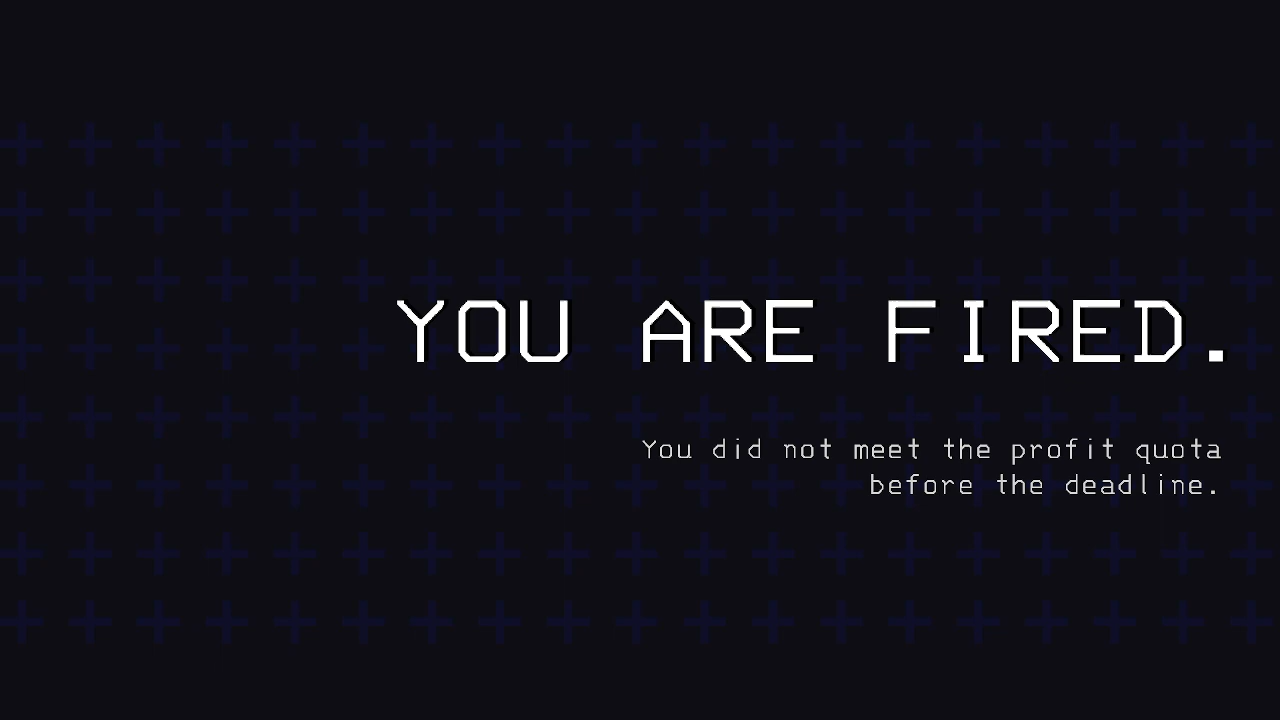 YOU ARE FIRED.
You did not meet the profit quota
before the deadline.